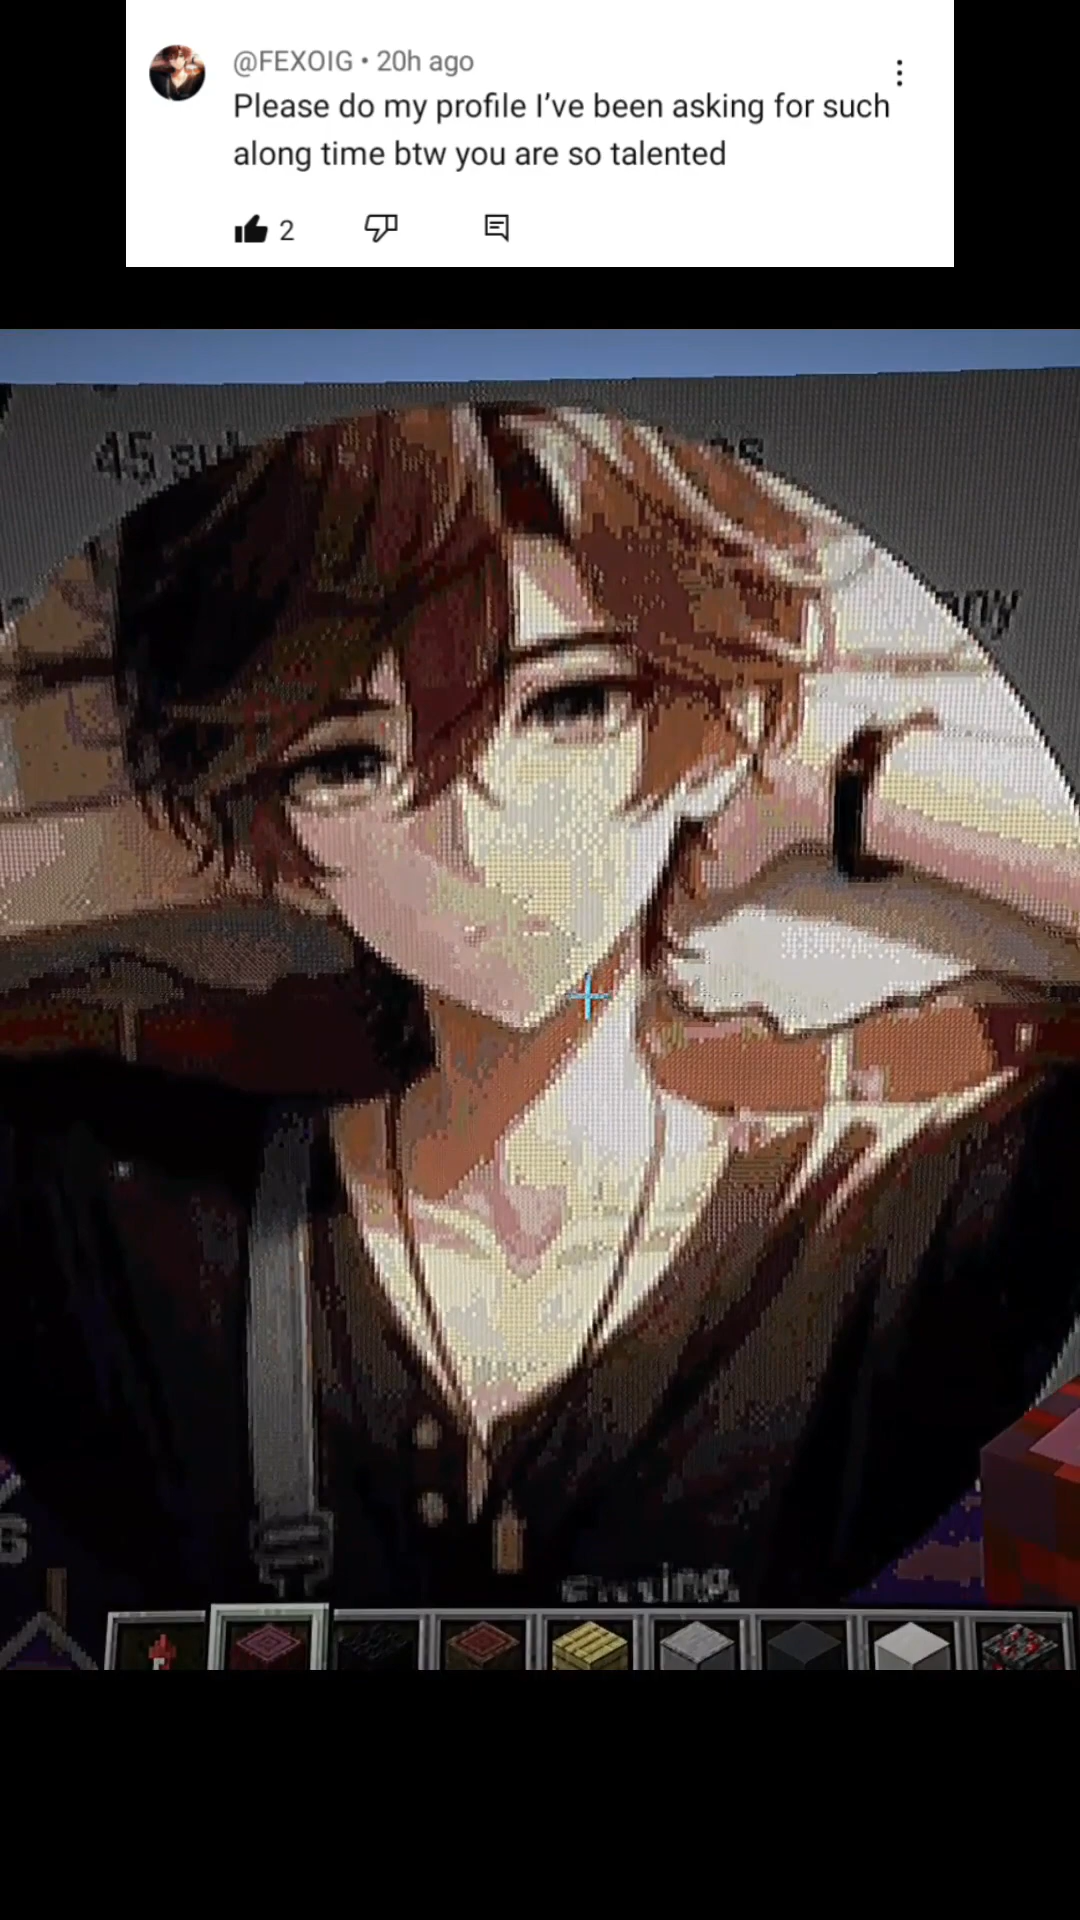 @FEXOIG • 20h ago
Please do my profile I've been asking for such
along time btw you are so talented
2
45